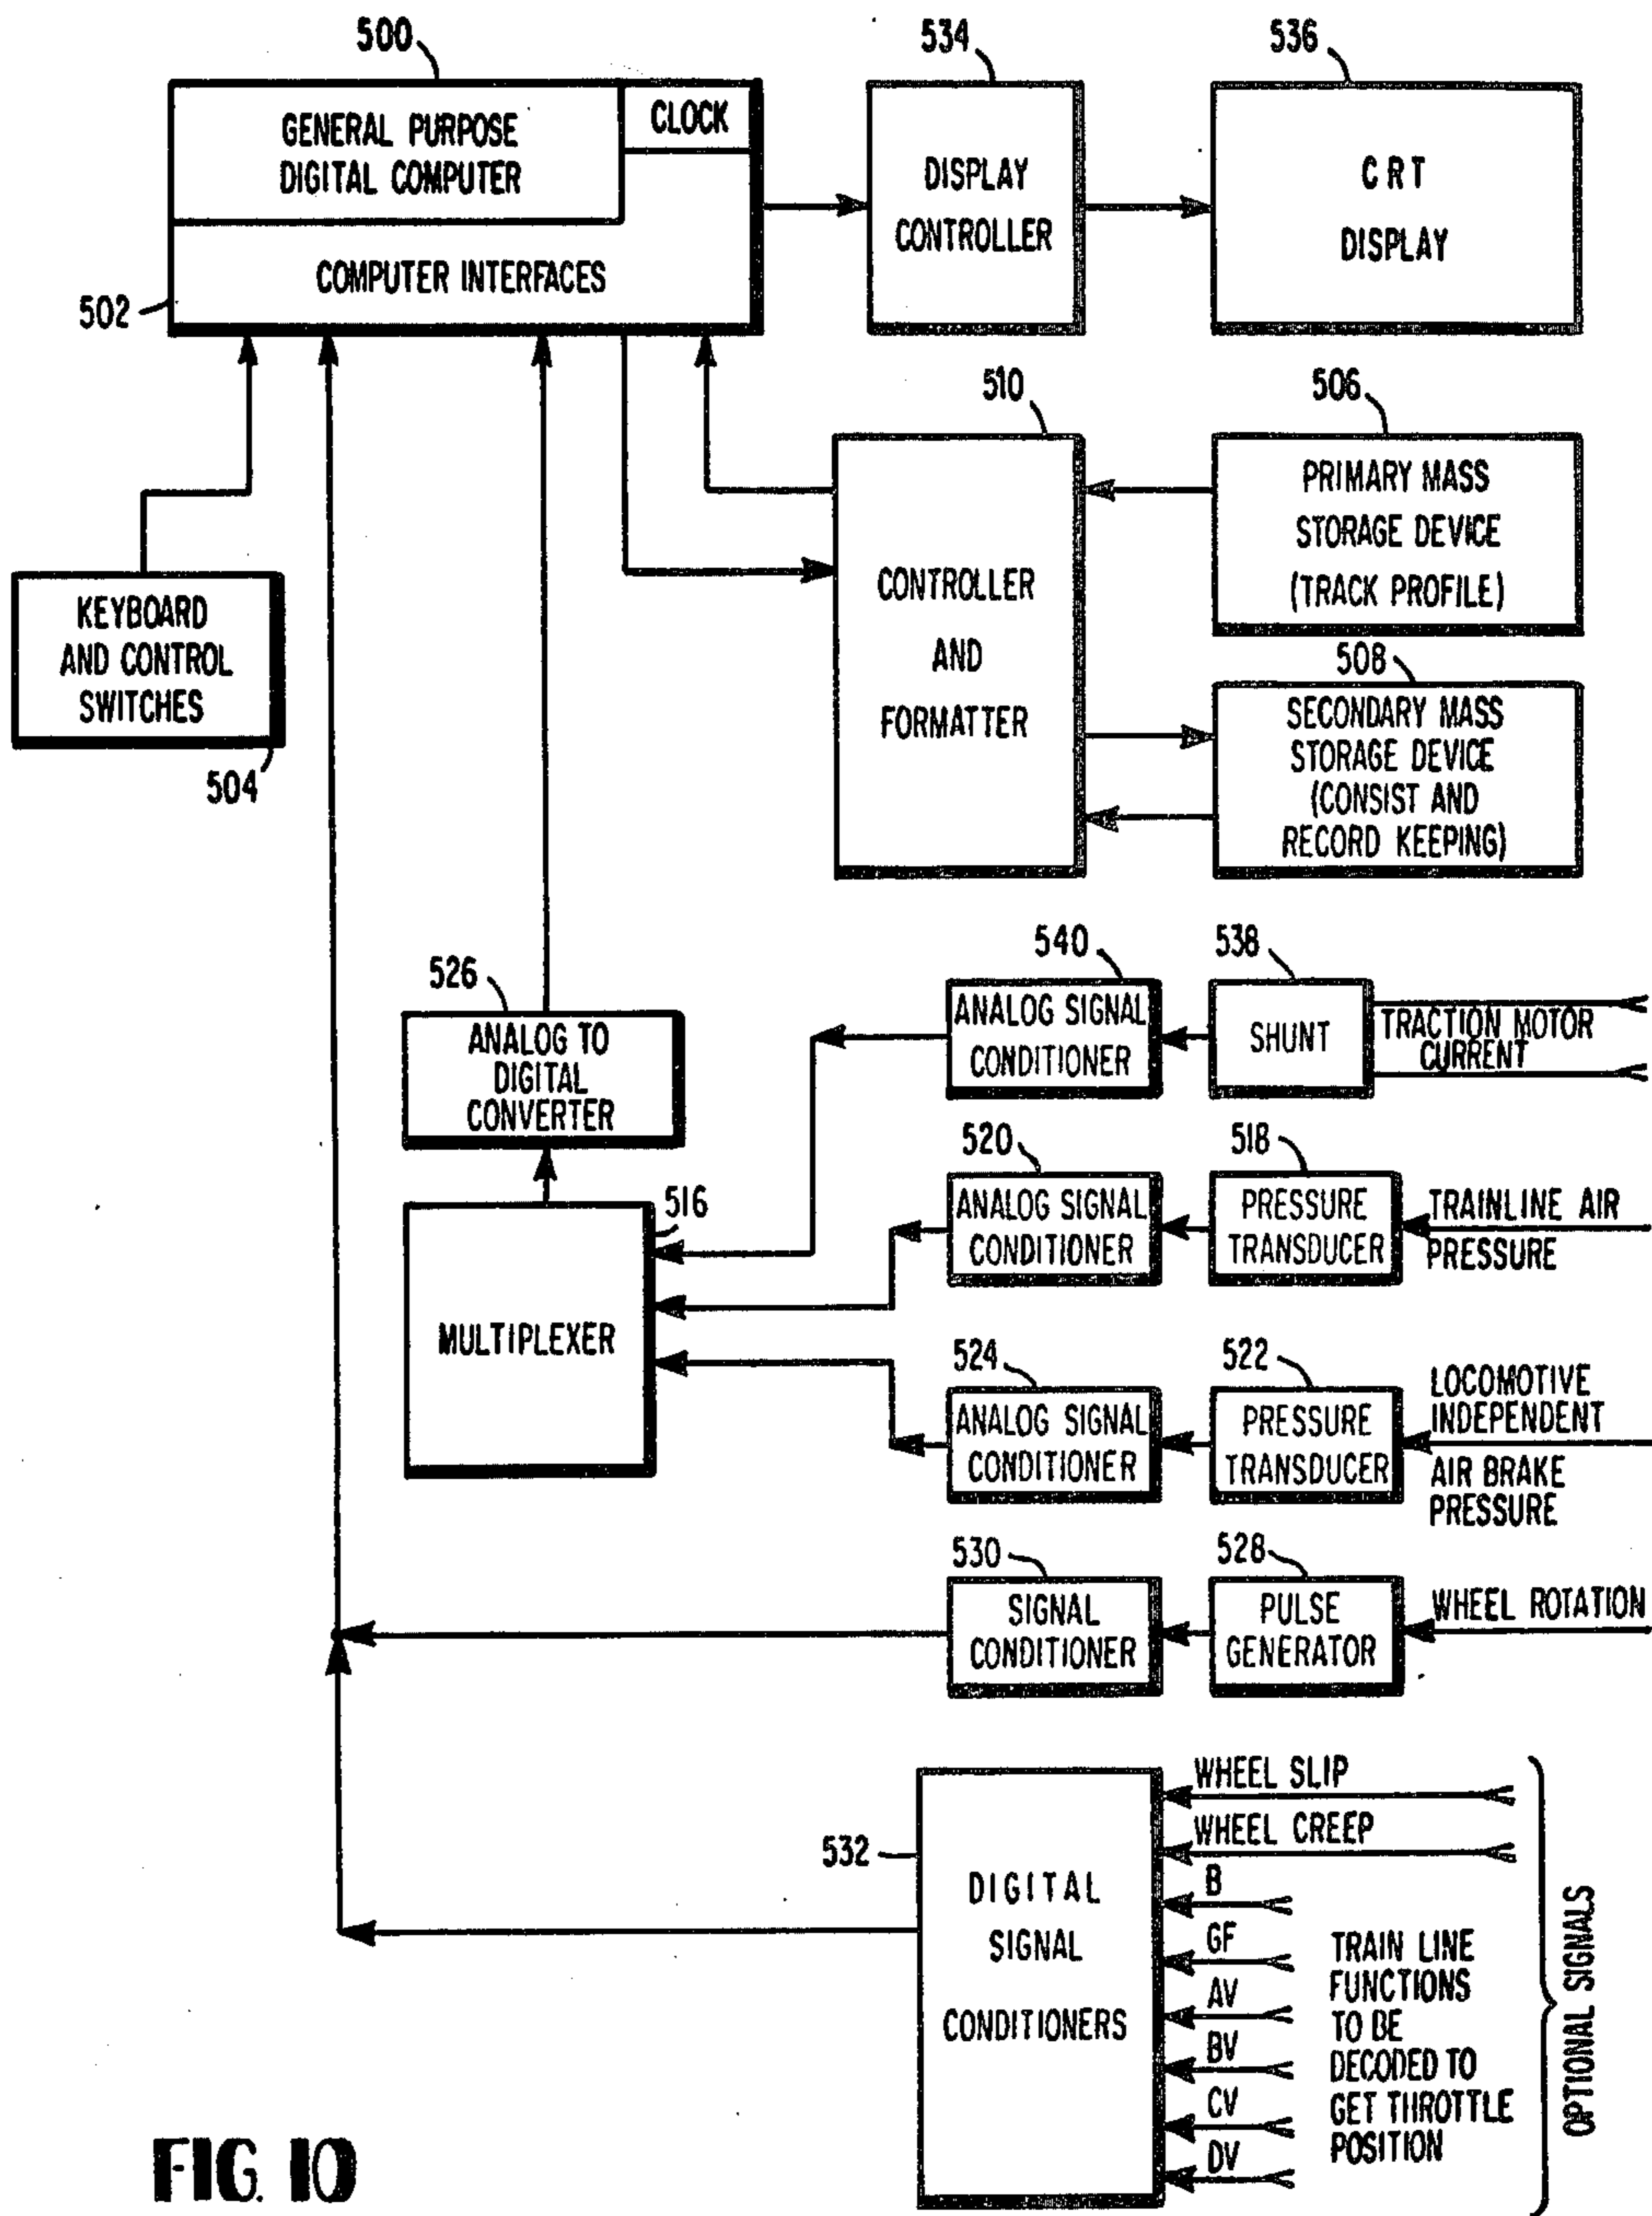 500
534
536
GENERAL PURPOSE
DIGITAL COMPUTER
CLOCK
COMPUTER INTERFACES
502
DISPLAY
CONTROLLER
CRT
DISPLAY
510
506
KEYBOARD
AND CONTROL
SWITCHES
504
CONTROLLER
AND
FORMATTER
PRIMARY MASS
STORAGE DEVICE
(TRACK PROFILE)
508
SECONDARY MASS
STORAGE DEVICE
(CONSIST AND
RECORD KEEPING)
526
ANALOG TO
DIGITAL
CONVERTER
540
ANALOG SIGNAL
CONDITIONER
538
SHUNT
TRACTION MOTOR
CURRENT
516
MULTIPLEXER
520
ANALOG SIGNAL
CONDITIONER
518
PRESSURE
TRANSDUCER
TRAINLINE AIR
PRESSURE
524
ANALOG SIGNAL
CONDITIONER
522
PRESSURE
TRANSDUCER
LOCOMOTIVE
INDEPENDENT
AIR BRAKE
PRESSURE
530
SIGNAL
CONDITIONER
528
PULSE
GENERATOR
WHEEL ROTATION
532
DIGITAL
SIGNAL
CONDITIONERS
WHEEL SLIP
WHEEL CREEP
B
GF
AV
BV
CV
DV
TRAIN LINE
FUNCTIONS
TO BE
DECODED TO
GET THROTTLE
POSITION
OPTIONAL SIGNALS
FIG. 10